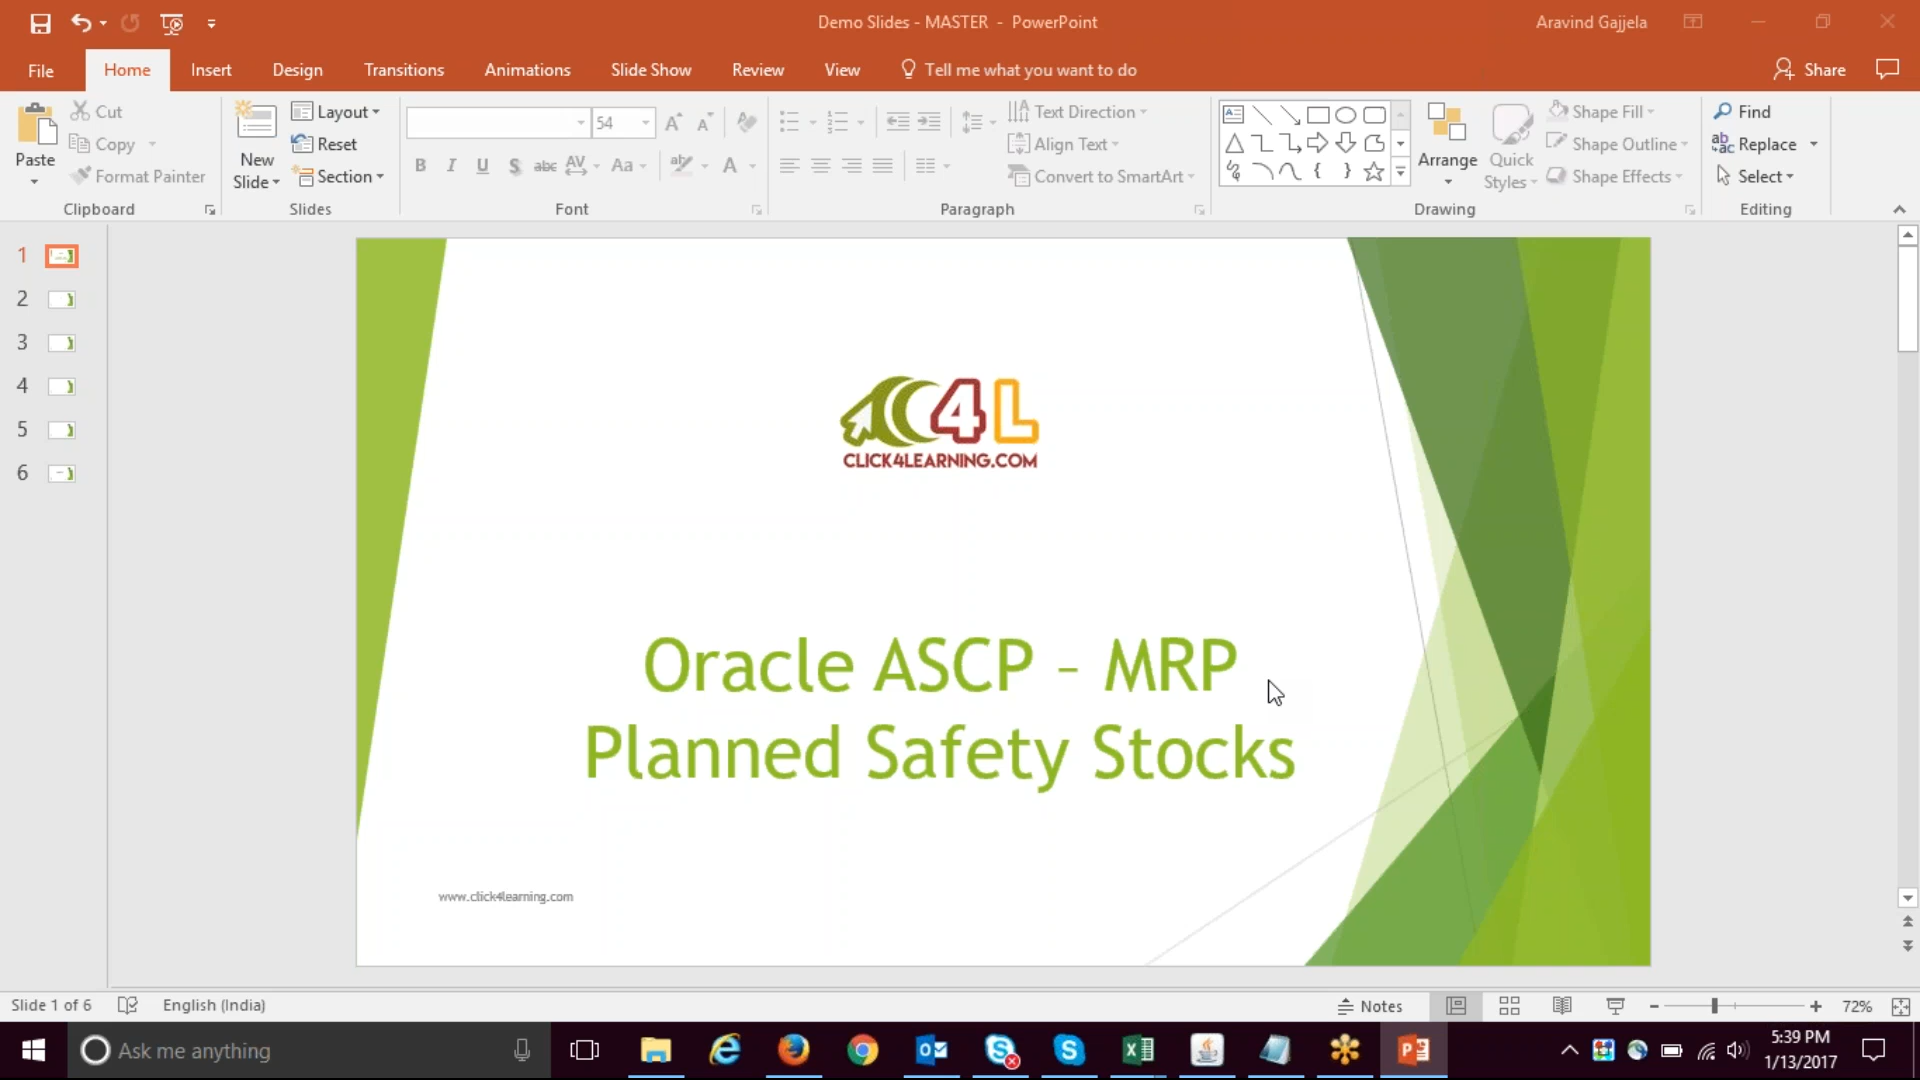 Demo Slides - MASTER - PowerPoint
Aravind Gajjela
File
Home
Insert
Design
Transitions
Animations
Slide Show
Review
View
Tell me what you want to do
Share
Paste
Cut
Copy
Format Painter
Clipboard
New
Slide
Layout
Reset
Section
Slides
54
B I U S abc AV Aa A
Font
Text Direction
Align Text
Convert to SmartArt
Paragraph
Arrange
Quick
Styles
Shape Fill
Shape Outline
Shape Effects
Drawing
Find
Replace
Select
Editing
1
2
3
4
5
6
C4L
CLICK4LEARNING.COM
Oracle ASCP - MRP
Planned Safety Stocks
www.click4learning.com
Slide 1 of 6
English (India)
Notes
72%
Ask me anything
5:39 PM
1/13/2017